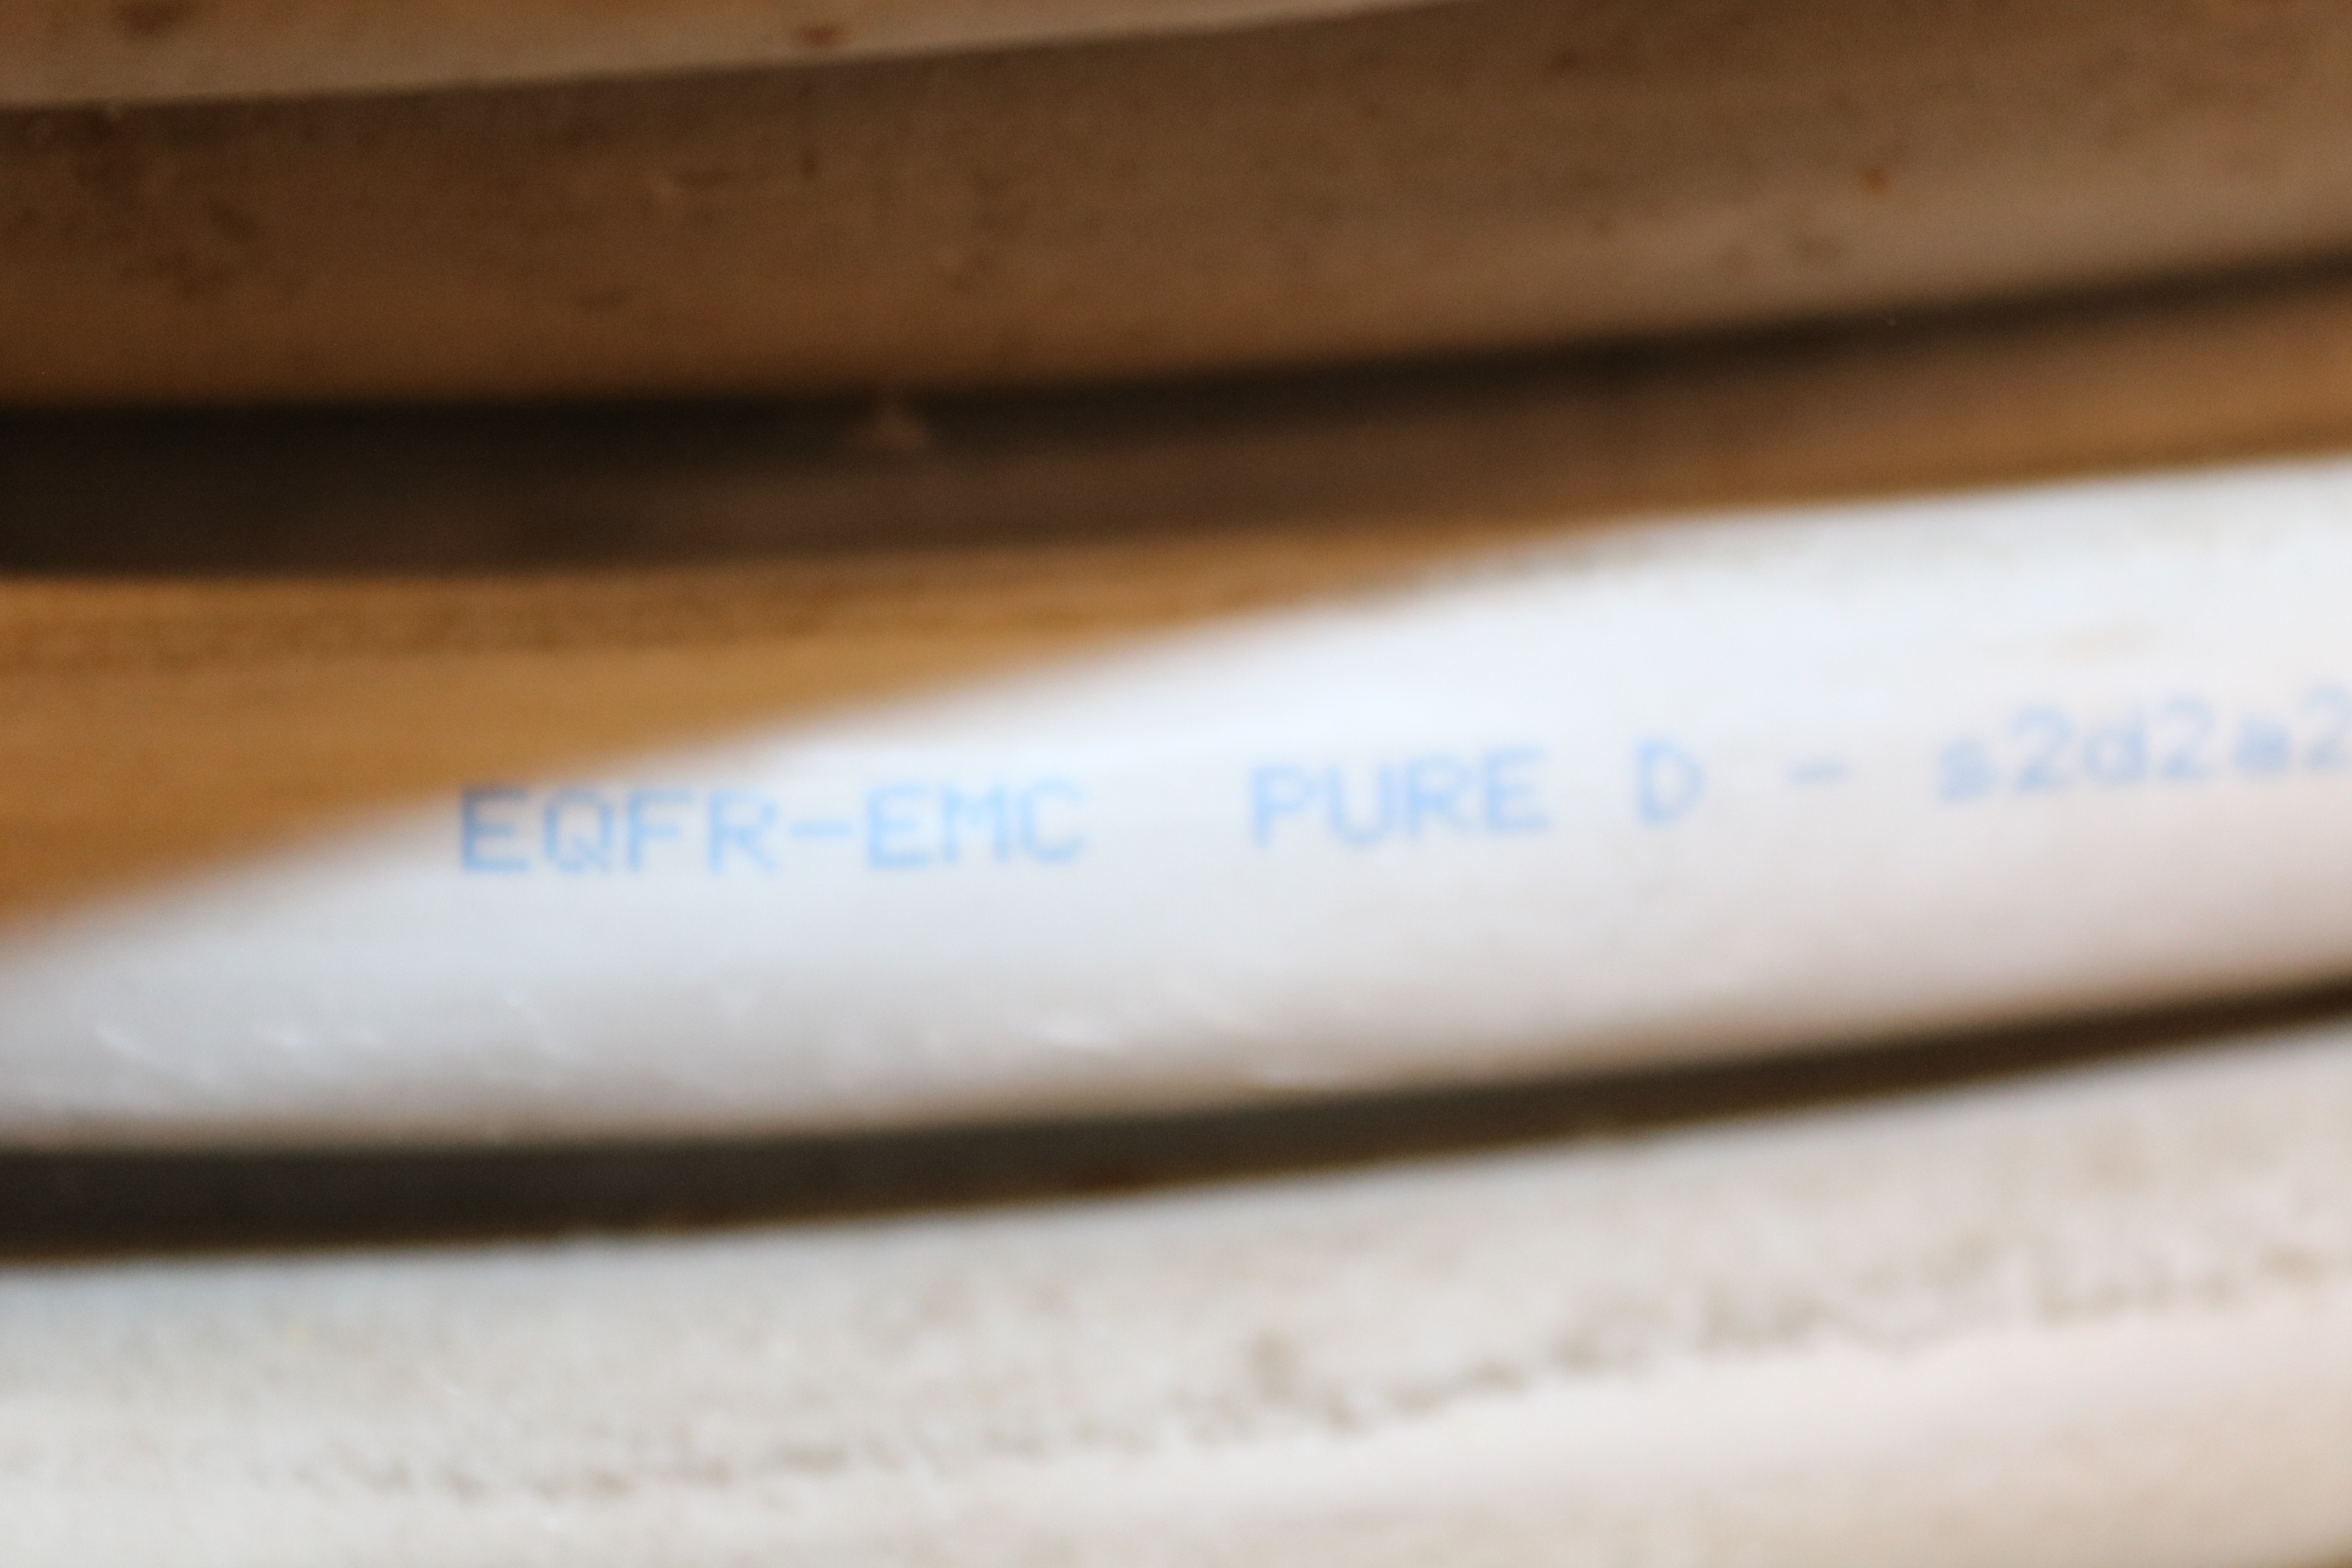 EQFR-EMC PURE D - s2d2a2